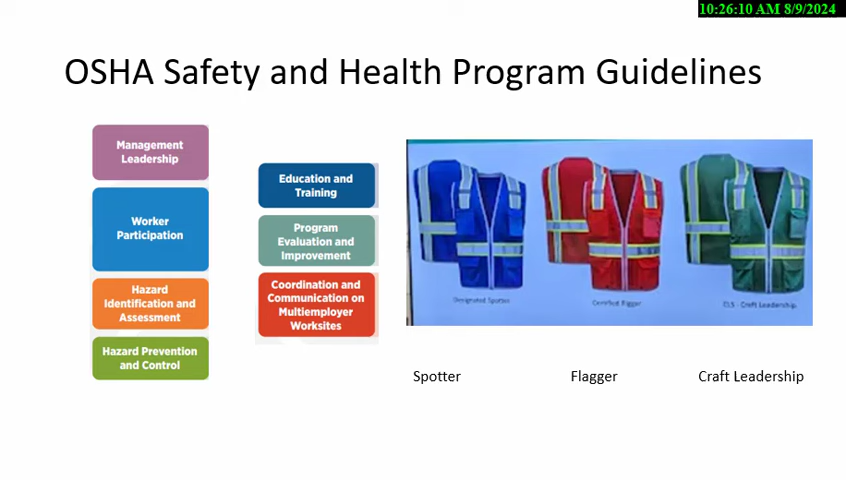 10:26:10 AM 8/9/2024
OSHA Safety and Health Program Guidelines
Management
Leadership
Worker
Participation
Hazard
Identification and
Assessment
Hazard Prevention
and Control
Education and
Training
Program
Evaluation and
Improvement
Coordination and
Communication on
Multiemployer
Worksites
Designated Spotter
Certified Rigger
CLS - Craft Leadership
Spotter
Flagger
Craft Leadership